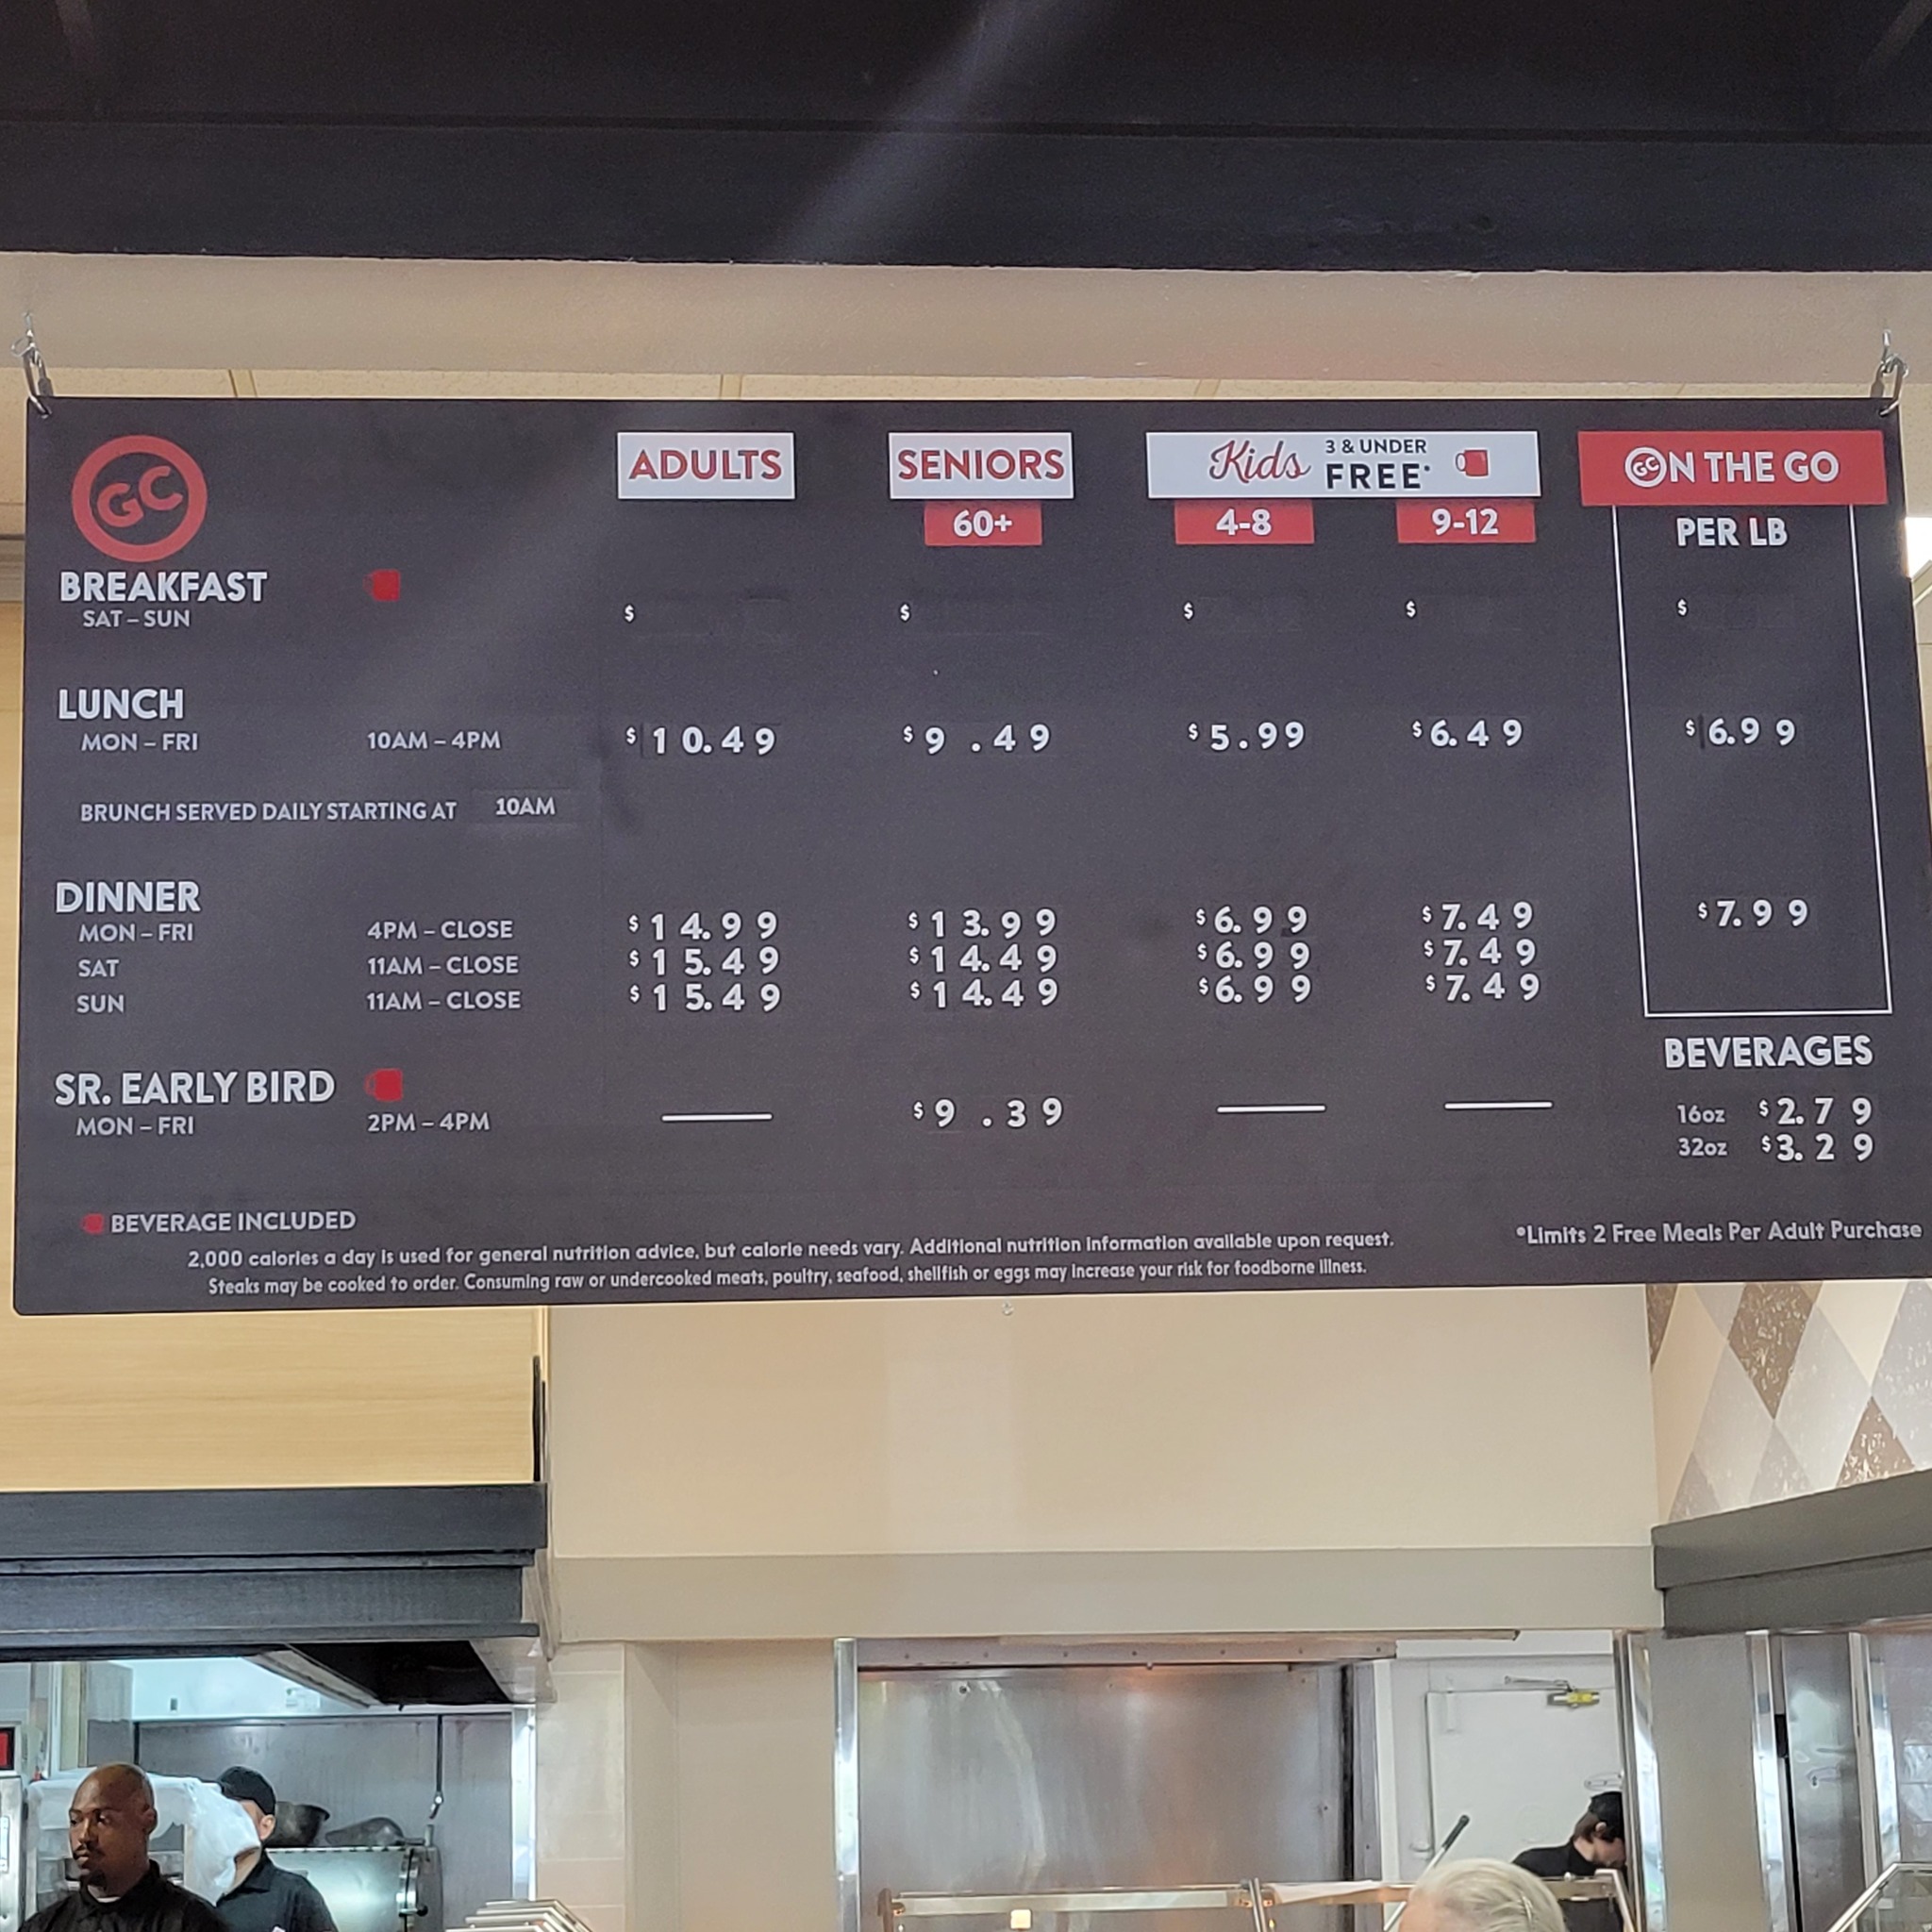 GC
ADULTS SENIORS Kids 3 & UNDER FREE* GC ON THE GO
60+ 4-8 9-12 PER LB
BREAKFAST
SAT – SUN $ $ $ $ $
LUNCH
MON – FRI 10AM – 4PM $10.49 $9.49 $5.99 $6.49 $6.99
BRUNCH SERVED DAILY STARTING AT 10AM
DINNER
MON – FRI 4PM – CLOSE $14.99 $13.99 $6.99 $7.49 $7.99
SAT 11AM – CLOSE $15.49 $14.49 $6.99 $7.49
SUN 11AM – CLOSE $15.49 $14.49 $6.99 $7.49
BEVERAGES
SR. EARLY BIRD
MON – FRI 2PM – 4PM $9.39
16oz $2.79
32oz $3.29
BEVERAGE INCLUDED
2,000 calories a day is used for general nutrition advice, but calorie needs vary. Additional nutrition information available upon request.
Steaks may be cooked to order. Consuming raw or undercooked meats, poultry, seafood, shellfish or eggs may increase your risk for foodborne illness.
*Limits 2 Free Meals Per Adult Purchase